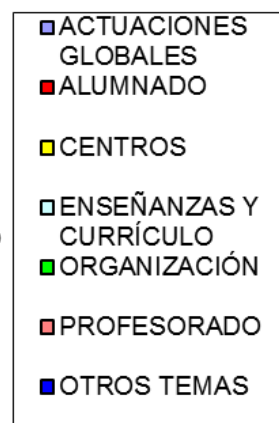 ACTUACIONES
GLOBALES
ALUMNADO
CENTROS
ENSEÑANZAS Y
CURRÍCULO
ORGANIZACIÓN
PROFESORADO
OTROS TEMAS